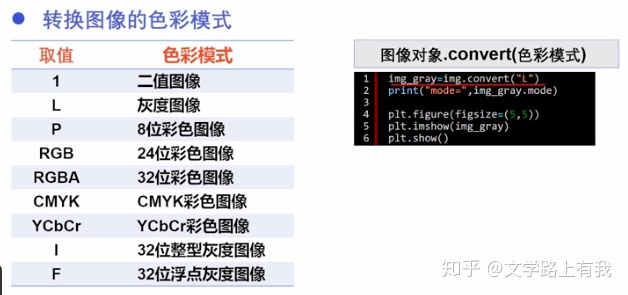 ● 转换图像的色彩模式
取值 色彩模式
1 二值图像
L 灰度图像
P 8位彩色图像
RGB 24位彩色图像
RGBA 32位彩色图像
CMYK CMYK彩色图像
YCbCr YCbCr彩色图像
I 32位整型灰度图像
F 32位浮点灰度图像
图像对象.convert(色彩模式)
1 img_gray=img.convert("L")
2 print("mode=",img_gray.mode)
3
4 plt.figure(figsize=(5,5))
5 plt.imshow(img_gray)
6 plt.show()
知乎 @文学路上有我